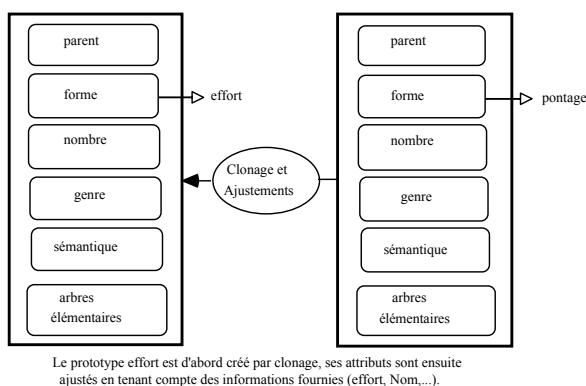 parent
forme
effort
nombre
genre
sémantique
arbres
élémentaires
Clonage et
Ajustements
parent
forme
pontage
nombre
genre
sémantique
arbres
élémentaires
Le prototype effort est d'abord créé par clonage, ses attributs sont ensuite
ajustés en tenant compte des informations fournies (effort, Nom,...).